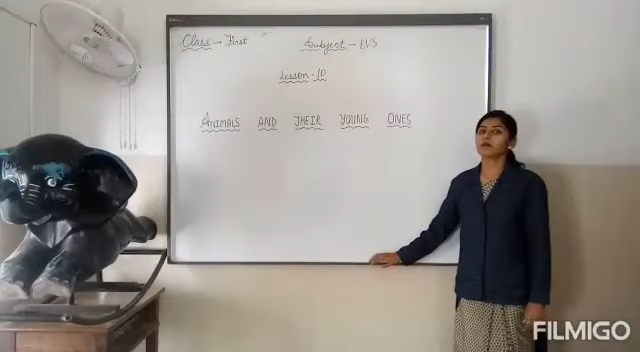 Class → First Subject → EVS
Lesson - 10
ANIMALS AND THEIR YOUNG ONES
FILMIGO